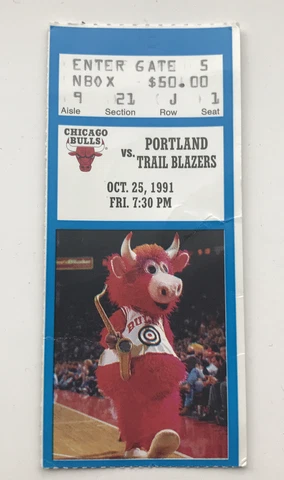 ENTER GATE 5
NBOX $50.00
9 21 J 1
Aisle Section Row Seat
CHICAGO
BULLS
vs. PORTLAND
TRAIL BLAZERS
OCT. 25, 1991
FRI. 7:30 PM
BULLS